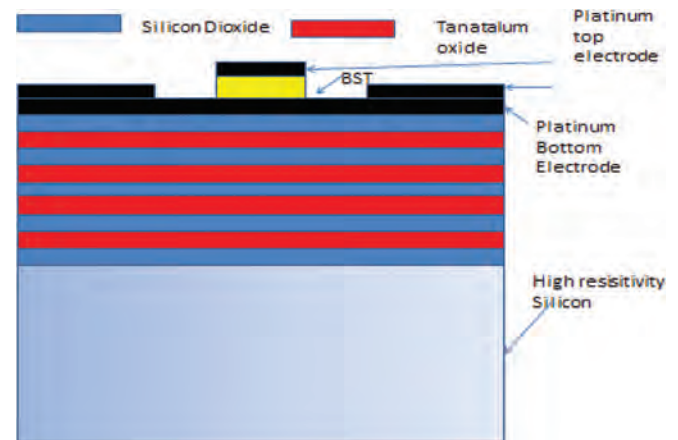 Silicon Dioxide
Tanatalum
oxide
Platinum
top
electrode
BST
Platinum
Bottom
Electrode
High resisitivity
Silicon